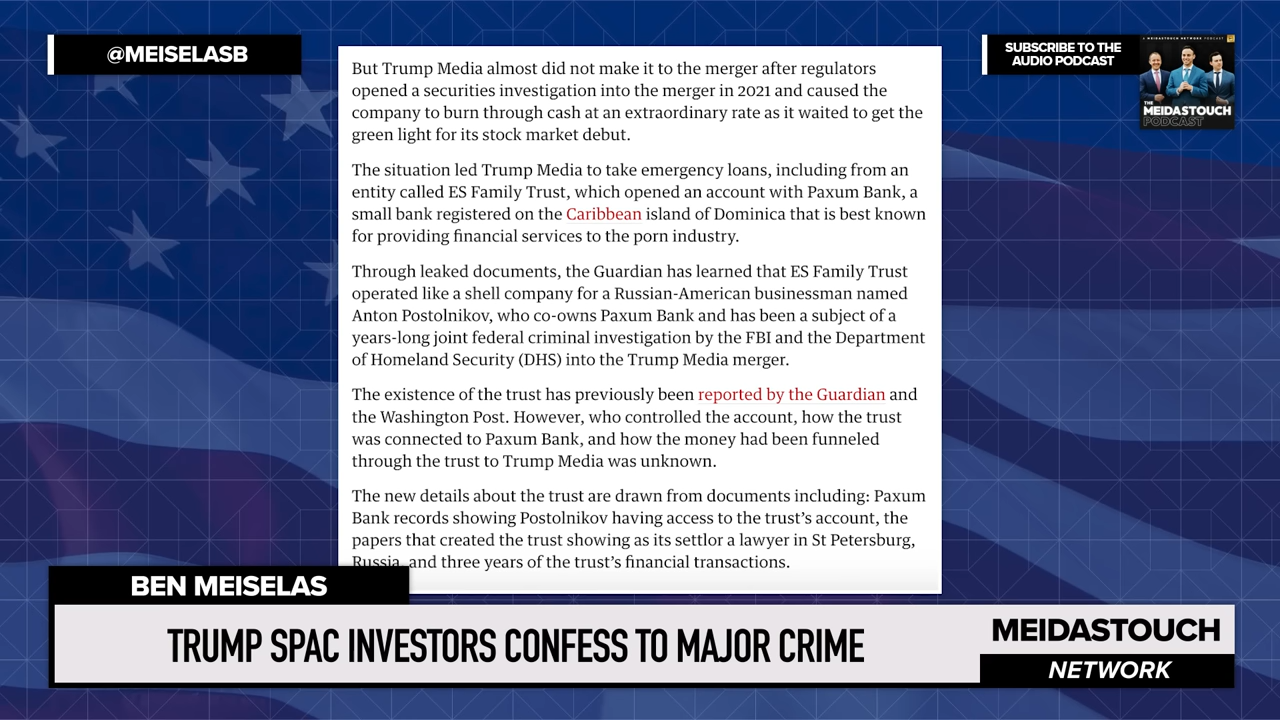 @MEISELASB
SUBSCRIBE TO THE
AUDIO PODCAST
A MEIDASTOUCH NETWORK PODCAST
THE
MEIDASTOUCH
PODCAST
But Trump Media almost did not make it to the merger after regulators
opened a securities investigation into the merger in 2021 and caused the
company to burn through cash at an extraordinary rate as it waited to get the
green light for its stock market debut.
The situation led Trump Media to take emergency loans, including from an
entity called ES Family Trust, which opened an account with Paxum Bank, a
small bank registered on the Caribbean island of Dominica that is best known
for providing financial services to the porn industry.
Through leaked documents, the Guardian has learned that ES Family Trust
operated like a shell company for a Russian-American businessman named
Anton Postolnikov, who co-owns Paxum Bank and has been a subject of a
years-long joint federal criminal investigation by the FBI and the Department
of Homeland Security (DHS) into the Trump Media merger.
The existence of the trust has previously been reported by the Guardian and
the Washington Post. However, who controlled the account, how the trust
was connected to Paxum Bank, and how the money had been funneled
through the trust to Trump Media was unknown.
The new details about the trust are drawn from documents including: Paxum
Bank records showing Postolnikov having access to the trust's account, the
papers that created the trust showing as its settlor a lawyer in St Petersburg,
Russia, and three years of the trust's financial transactions.
BEN MEISELAS
TRUMP SPAC INVESTORS CONFESS TO MAJOR CRIME
MEIDASTOUCH
NETWORK